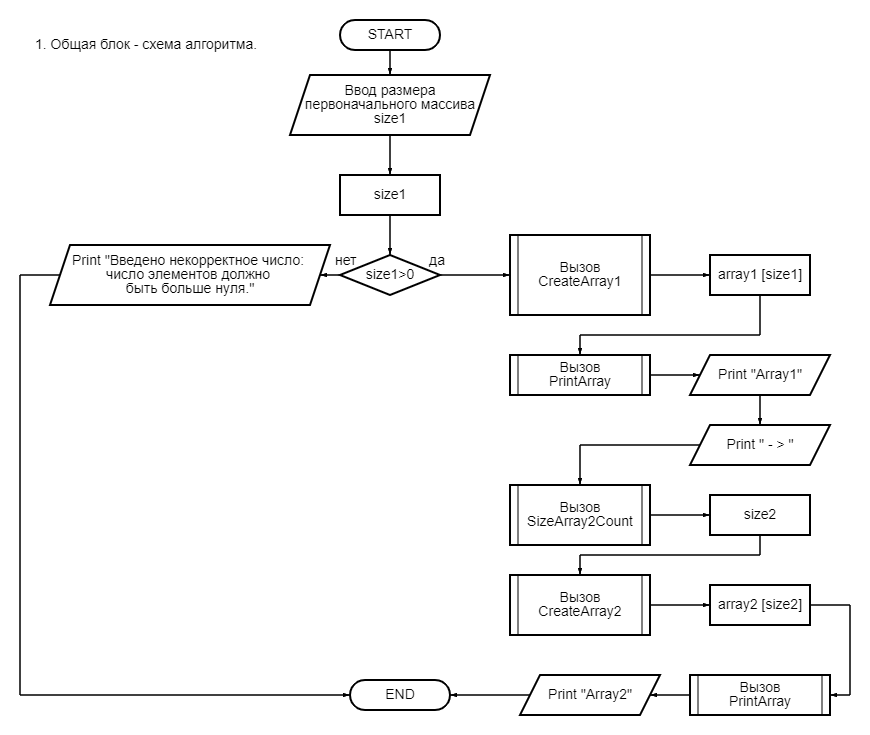 START
1. Общая блок - схема алгоритма.
Ввод размера
первоначального массива
size1
size1
Print "Введено некорректное число:
число элементов должно
быть больше нуля."
нет
size1>0
да
Вызов
CreateArray1
array1 [size1]
Вызов
PrintArray
Print "Array1"
Print " - > "
Вызов
SizeArray2Count
size2
Вызов
CreateArray2
array2 [size2]
END
Print "Array2"
Вызов
PrintArray